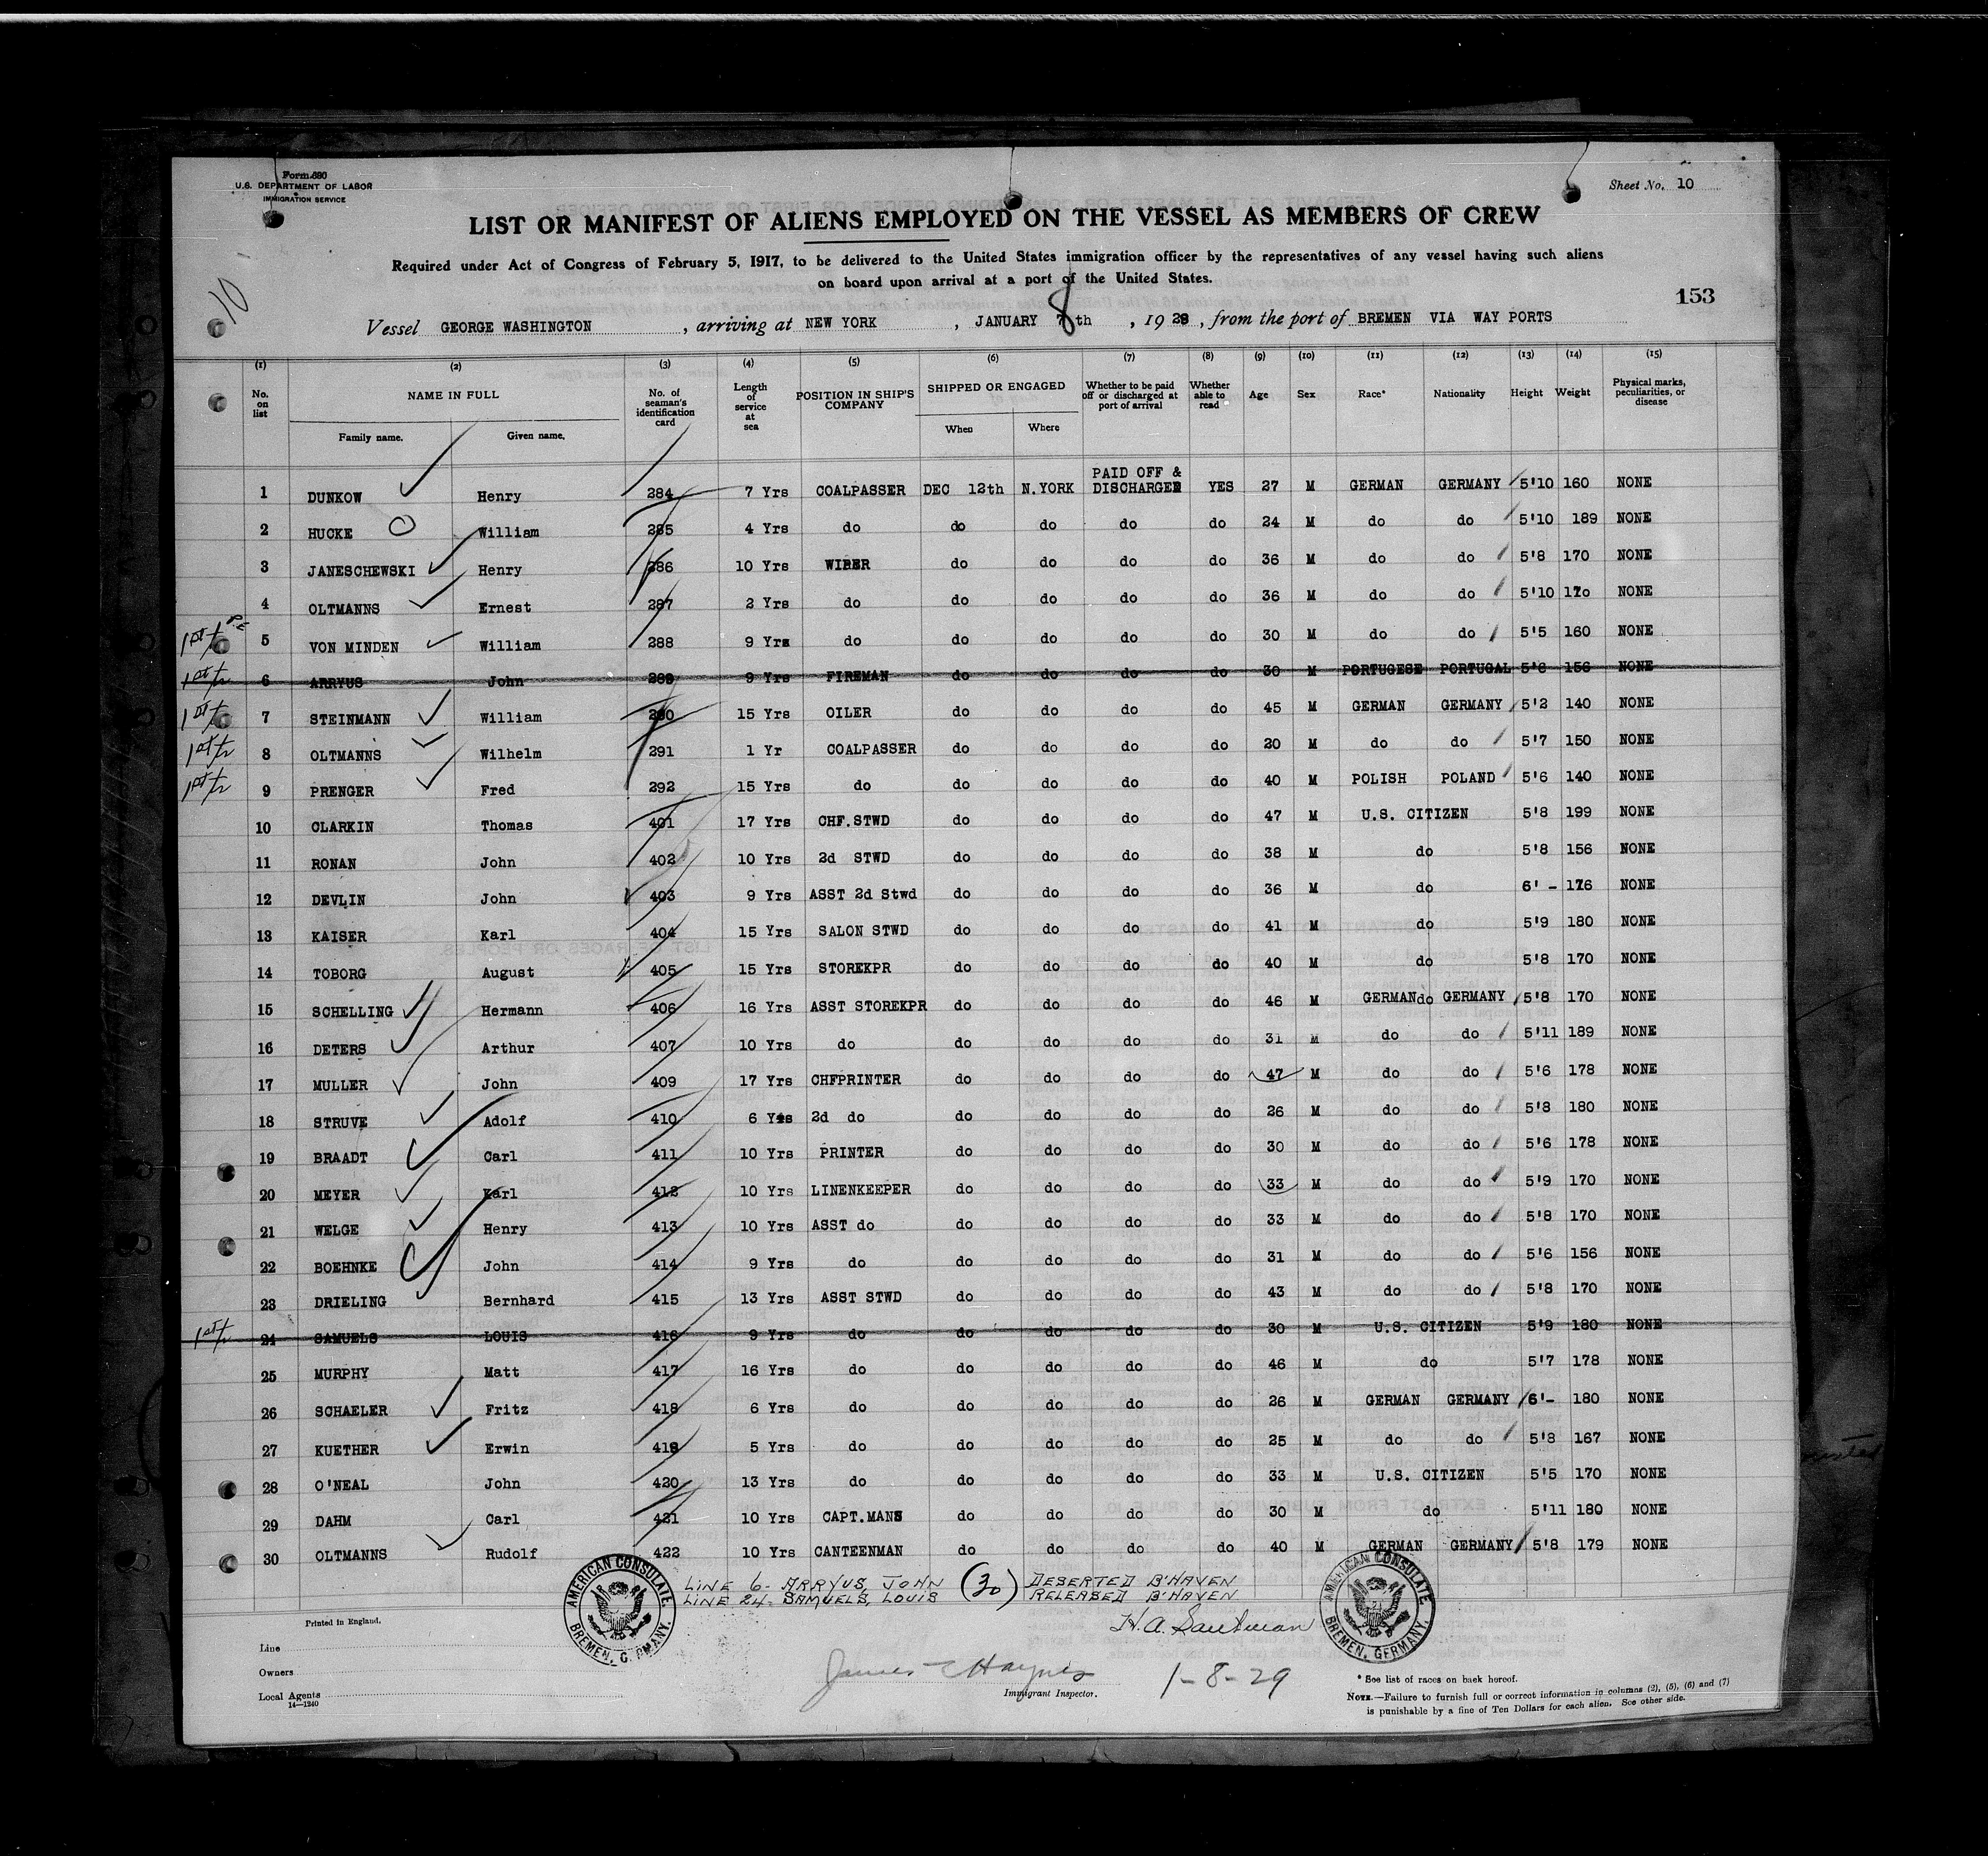 Form 680
U.S. DEPARTMENT OF LABOR
IMMIGRATION SERVICE
Sheet No. 10
LIST OR MANIFEST OF ALIENS EMPLOYED ON THE VESSEL AS MEMBERS OF CREW
Required under Act of Congress of February 5, 1917, to be delivered to the United States immigration officer by the representatives of any vessel having such aliens
on board upon arrival at a port of the United States.
10
153
Vessel GEORGE WASHINGTON, arriving at NEW YORK, JANUARY 8 th, 1929, from the port of BREMEN VIA WAY PORTS
(1) (2) (3) (4) (5) (6) (7) (8) (9) (10) (11) (12) (13) (14) (15)
No. on list NAME IN FULL Family name. Given name. No. of seaman's identification card Length of service at sea POSITION IN SHIP'S COMPANY SHIPPED OR ENGAGED When Where Whether to be paid off or discharged at port of arrival Whether able to read Age Sex Race* Nationality Height Weight Physical marks, peculiarities, or disease
1 DUNKOW Henry 284 7 Yrs COALPASSER DEC 12th N.YORK PAID OFF & DISCHARGED YES 27 M GERMAN GERMANY 5'10 160 NONE
2 HUCKE William 285 4 Yrs do do do do do 24 M do do 5'10 189 NONE
3 JANESCHEWSKI Henry 286 10 Yrs WIPER do do do do 36 M do do 5'8 170 NONE
4 OLTMANNS Ernest 287 2 Yrs do do do do do 36 M do do 5'10 170 NONE
5 VON MINDEN William 288 9 Yrs do do do do do 30 M do do 5'5 160 NONE
6 ARRYUS John 289 9 Yrs FIREMAN do do do do 30 M PORTUGESE PORTUGAL 5'8 156 NONE
7 STEINMANN William 290 15 Yrs OILER do do do do 45 M GERMAN GERMANY 5'2 140 NONE
8 OLTMANNS Wilhelm 291 1 Yr COALPASSER do do do do 20 M do do 5'7 150 NONE
9 PRENGER Fred 292 15 Yrs do do do do do 40 M POLISH POLAND 5'6 140 NONE
10 CLARKIN Thomas 401 17 Yrs CHF.STWD do do do do 47 M U.S. CITIZEN 5'8 199 NONE
11 RONAN John 402 10 Yrs 2d STWD do do do do 38 M do 5'8 156 NONE
12 DEVLIN John 403 9 Yrs ASST 2d Stwd do do do do 36 M do 6' - 176 NONE
13 KAISER Karl 404 15 Yrs SALON STWD do do do do 41 M do 5'9 180 NONE
14 TOBORG August 405 15 Yrs STOREKPR do do do do 40 M do 5'8 170 NONE
15 SCHELLING Hermann 406 16 Yrs ASST STOREKPR do do do do 46 M GERMANdo GERMANY 5'8 170 NONE
16 DETERS Arthur 407 10 Yrs do do do do do 31 M do do 5'11 189 NONE
17 MULLER John 409 17 Yrs CHFPRINTER do do do do 47 M do do 5'6 178 NONE
18 STRUVE Adolf 410 6 Yrs 2d do do do do do 26 M do do 5'8 180 NONE
19 BRAADT Carl 411 10 Yrs PRINTER do do do do 30 M do do 5'6 178 NONE
20 MEYER Karl 412 10 Yrs LINENKEEPER do do do do 33 M do do 5'9 170 NONE
21 WELGE Henry 413 10 Yrs ASST do do do do do 33 M do do 5'8 170 NONE
22 BOEHNKE John 414 9 Yrs do do do do do 31 M do do 5'6 156 NONE
23 DRIELING Bernhard 415 13 Yrs ASST STWD do do do do 43 M do do 5'8 170 NONE
24 SAMUELS LOUIS 416 9 Yrs do do do do do 30 M U.S. CITIZEN 5'9 180 NONE
25 MURPHY Matt 417 16 Yrs do do do do do 46 M do 5'7 178 NONE
26 SCHAELER Fritz 418 6 Yrs do do do do do 26 M GERMAN GERMANY 6'- 180 NONE
27 KUETHER Erwin 419 5 Yrs do do do do do 25 M do do 5'8 167 NONE
28 O'NEAL John 420 13 Yrs do do do do do 33 M U.S. CITIZEN 5'5 170 NONE
29 DAHM Carl 421 10 Yrs CAPT.MANS do do do do 30 M do 5'11 180 NONE
30 OLTMANNS Rudolf 422 10 Yrs CANTEENMAN do do do do 40 M GERMAN GERMANY 5'8 179 NONE
LINE 6- ARRYUS, JOHN (30) DESERTED B'HAVEN
LINE 24- SAMUELS, LOUIS RELEASED B'HAVEN
AMERICAN CONSULATE. BREMEN, GERMANY.
AMERICAN CONSULATE. BREMEN, GERMANY.
Printed in England.
Line
Owners
Local Agents
14—1240
James Haynes
Immigrant Inspector.
1-8-29
* See list of races on back hereof.
NOTE.—Failure to furnish full or correct information in columns (2), (5), (6) and (7)
is punishable by a fine of Ten Dollars for each alien. See other side.